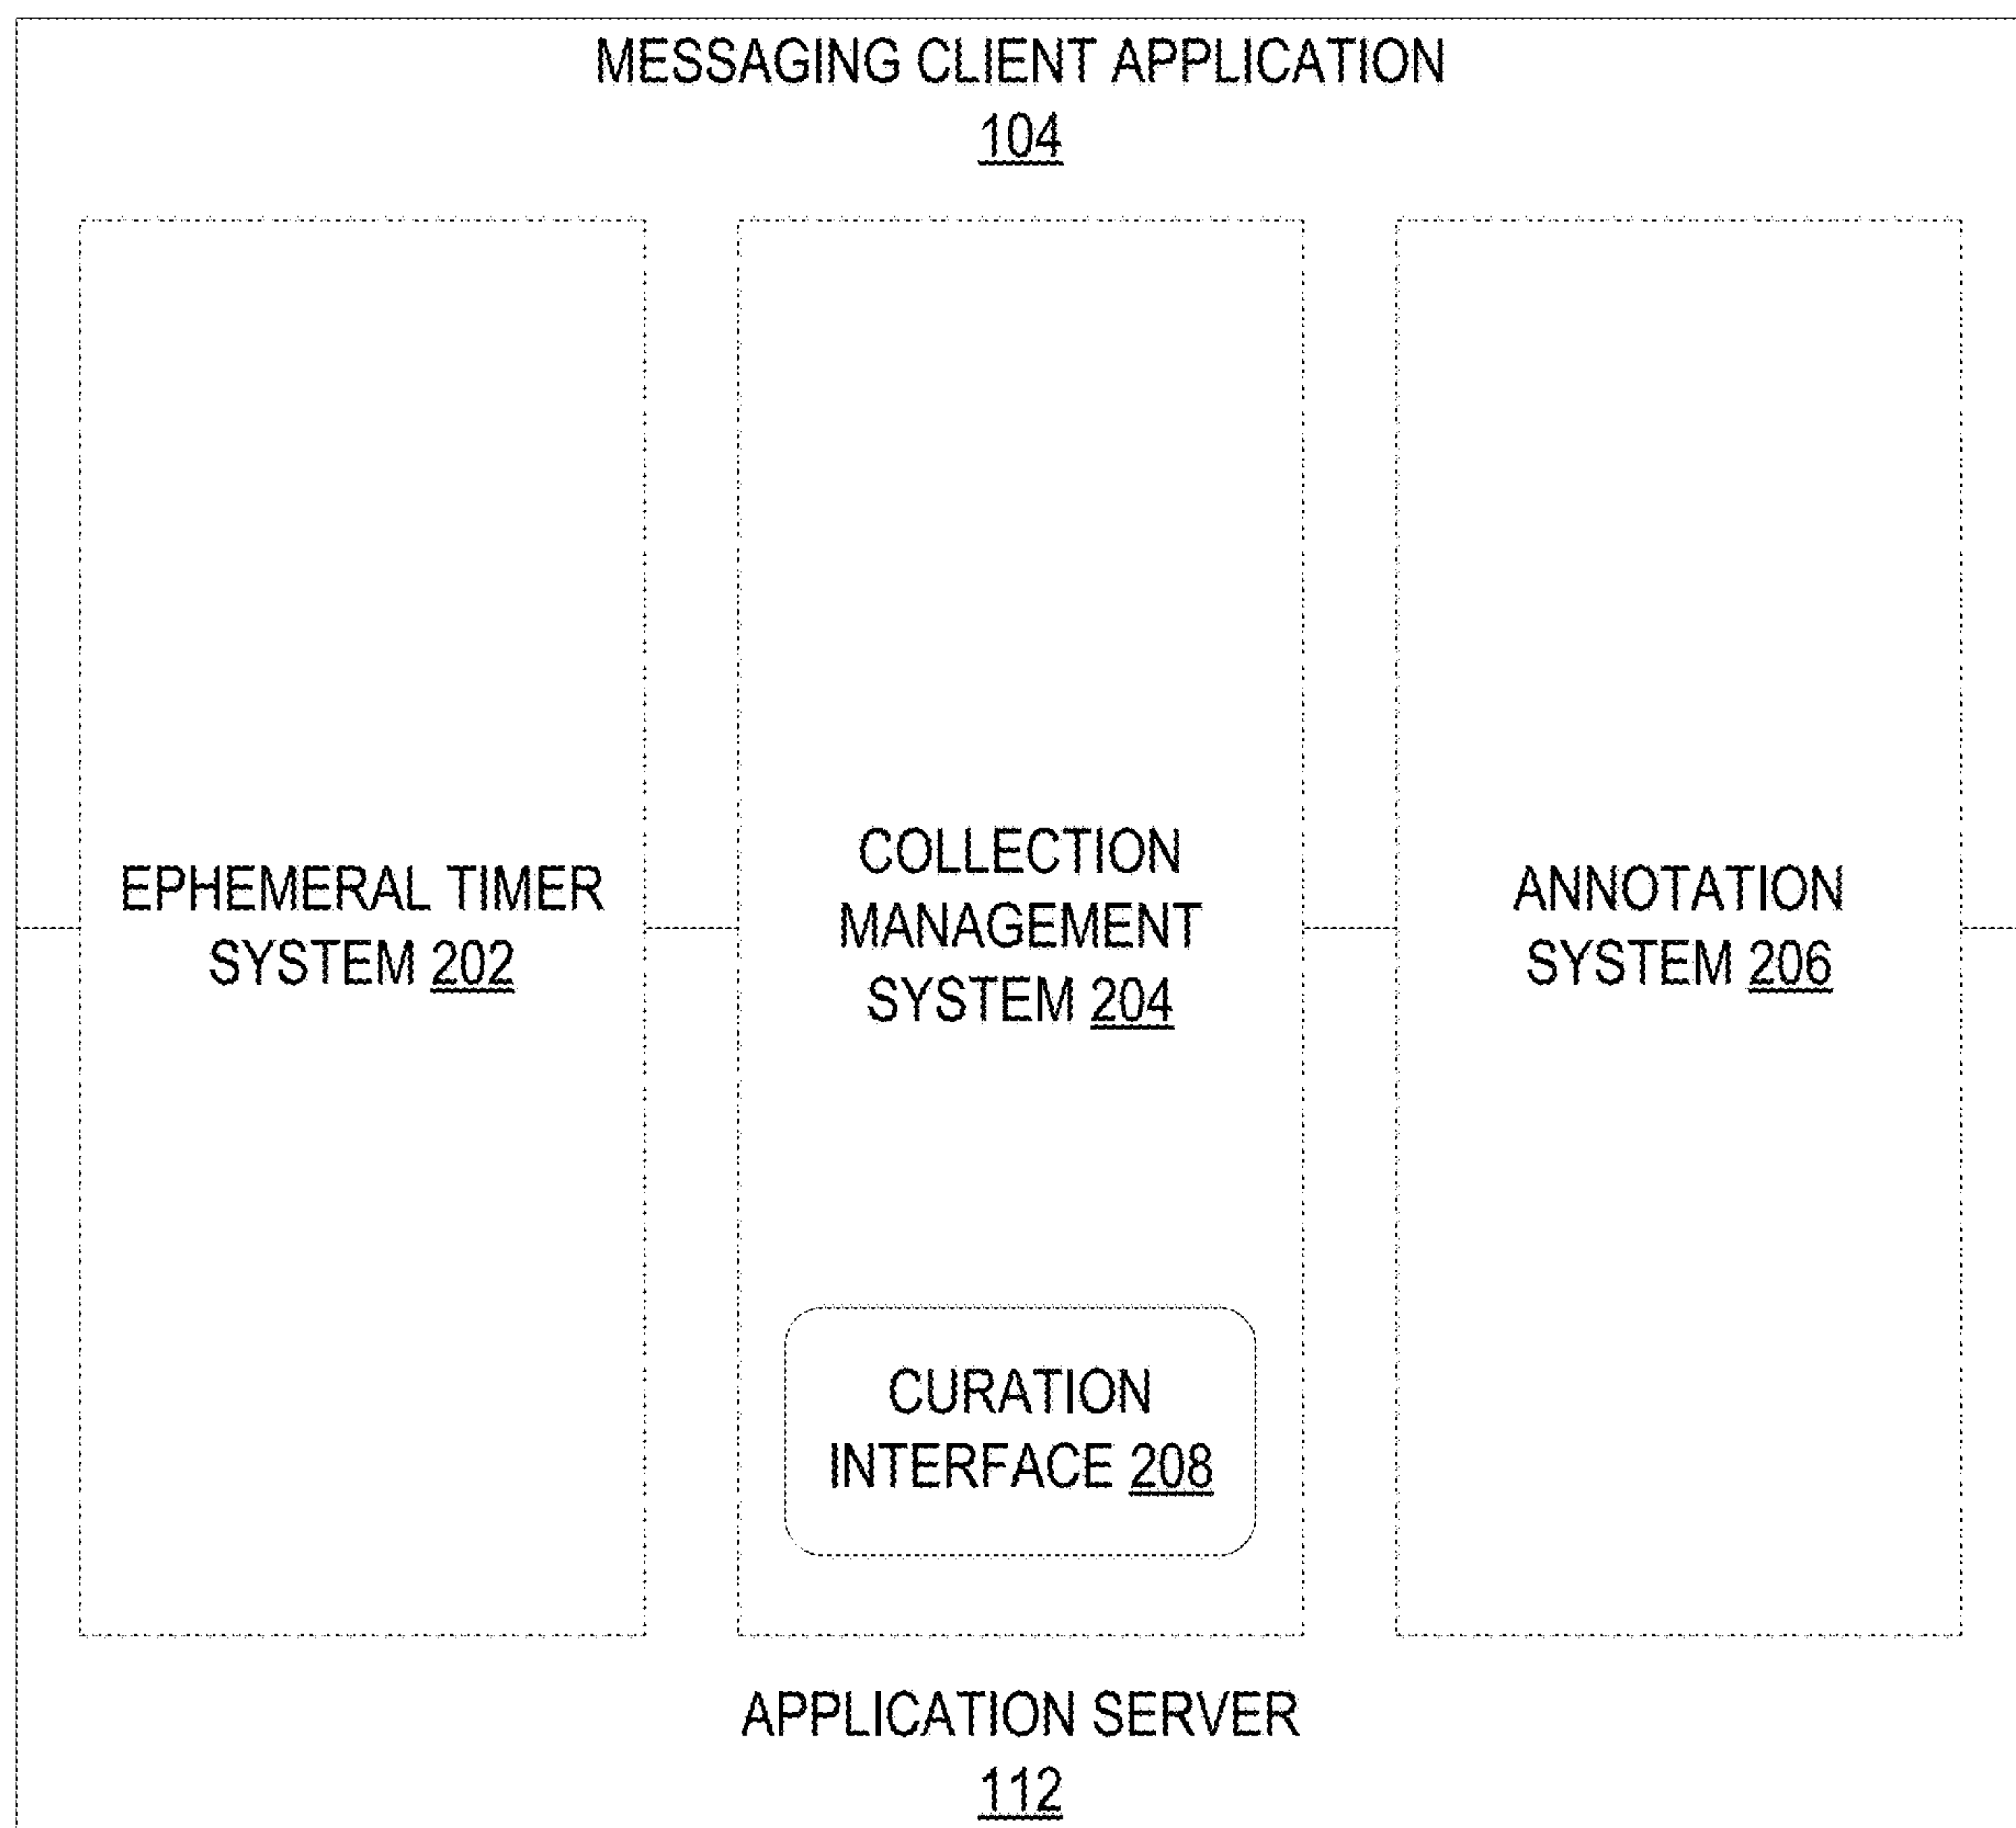 MESSAGING CLIENT APPLICATION
104
EPHEMERAL TIMER
SYSTEM 202
COLLECTION
MANAGEMENT
SYSTEM 204
ANNOTATION
SYSTEM 206
CURATION
INTERFACE 208
APPLICATION SERVER
112